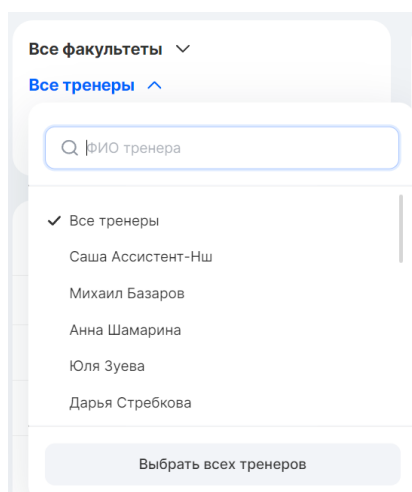 Все факультеты
Все тренеры
ФИО тренера
Все тренеры
Саша Ассистент-Нш
Михаил Базаров
Анна Шамарина
Юля Зуева
Дарья Стребкова
Выбрать всех тренеров